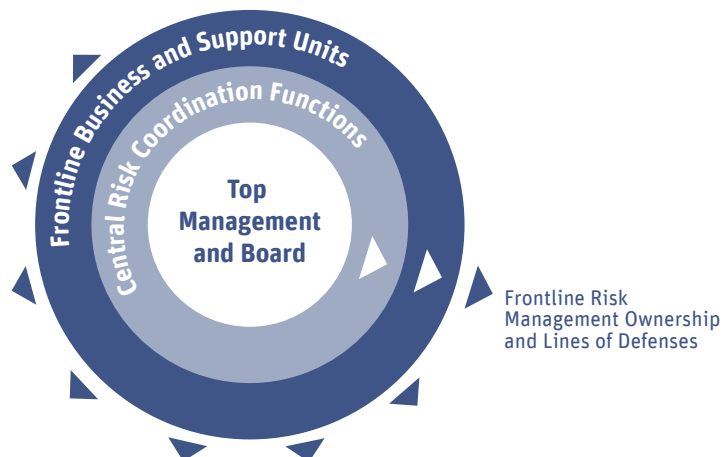 Frontline Business and Support Units
Central Risk Coordination Functions
Top
Management
and Board
Frontline Risk
Management Ownership
and Lines of Defenses